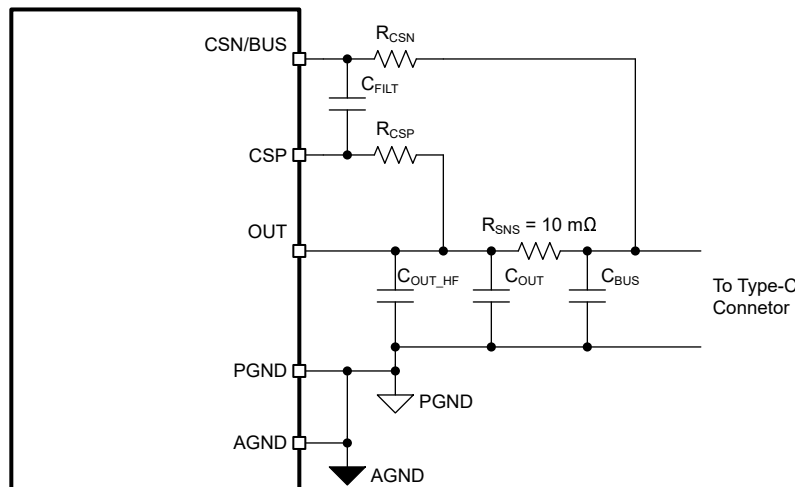 CSN/BUS
R_CSN
C_FILT
R_CSP
CSP
OUT
R_SNS = 10 mΩ
C_OUT_HF
C_OUT
C_BUS
To Type-C
Connetor
PGND
PGND
AGND
AGND